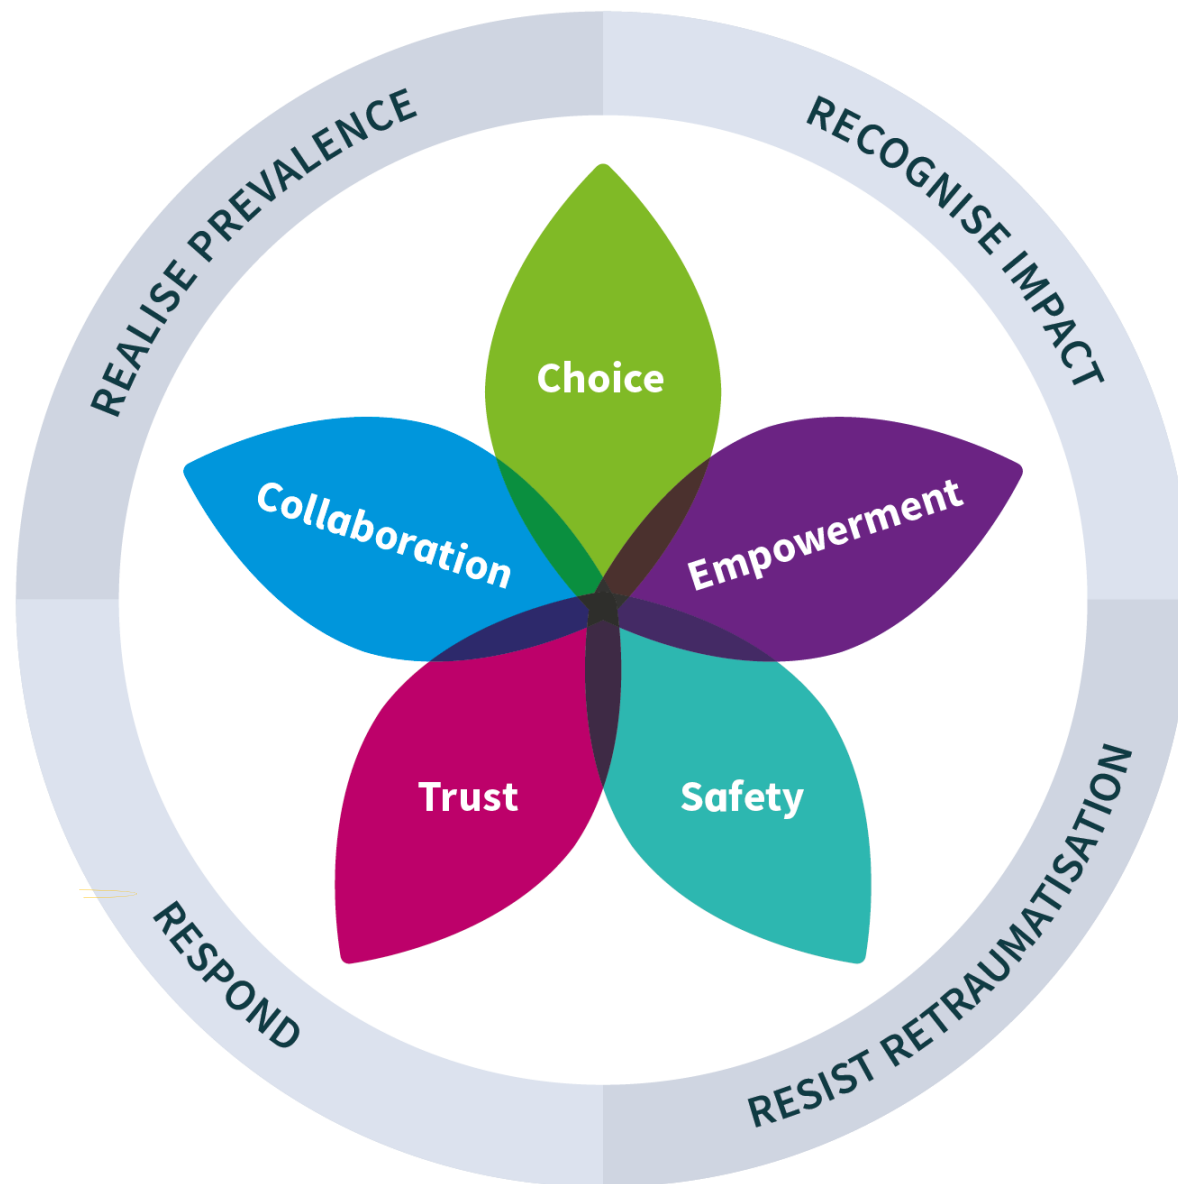 REALISE PREVALENCE
RECOGNISE IMPACT
Choice
Collaboration
Empowerment
Trust
Safety
RESPOND
RESIST RETRAUMATISATION